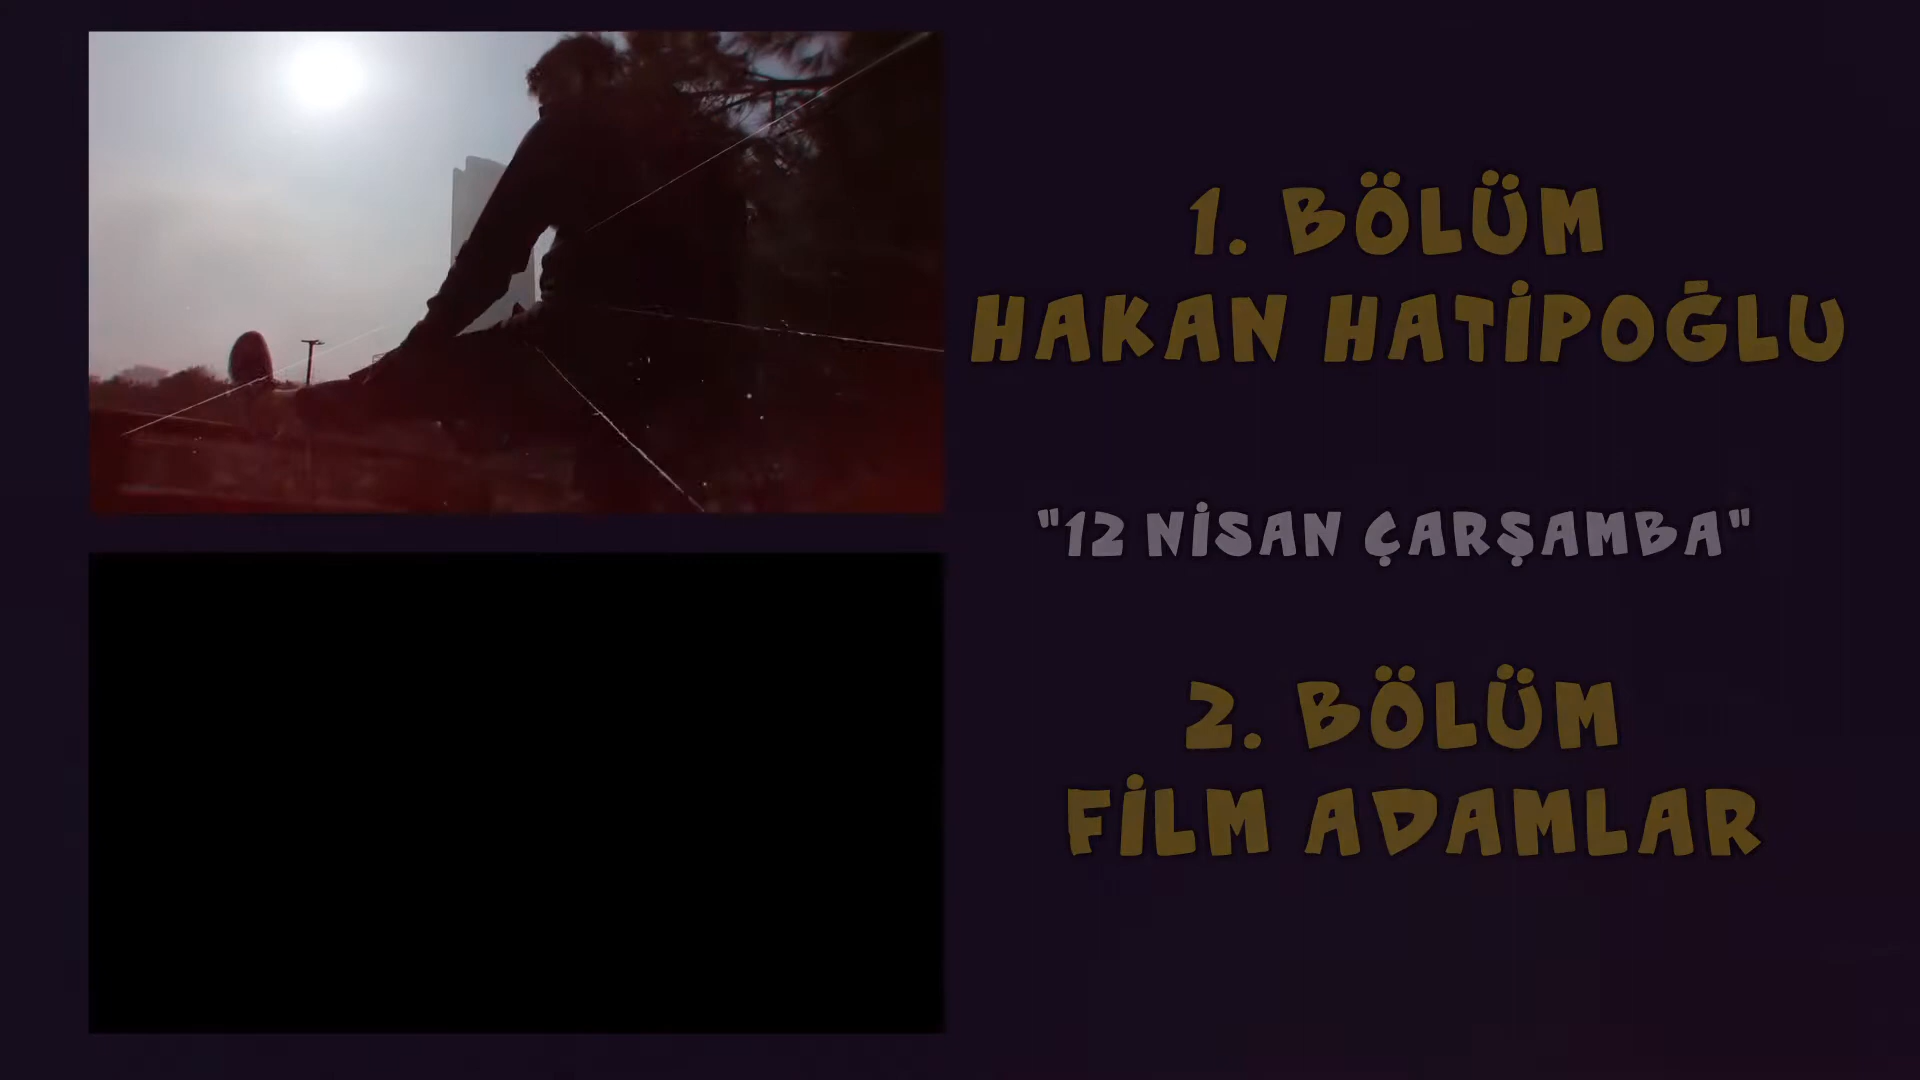 1. BÖLÜM
HAKAN HATİPOĞLU
"12 NİSAN ÇARŞAMBA"
2. BÖLÜM
FİLM ADAMLAR